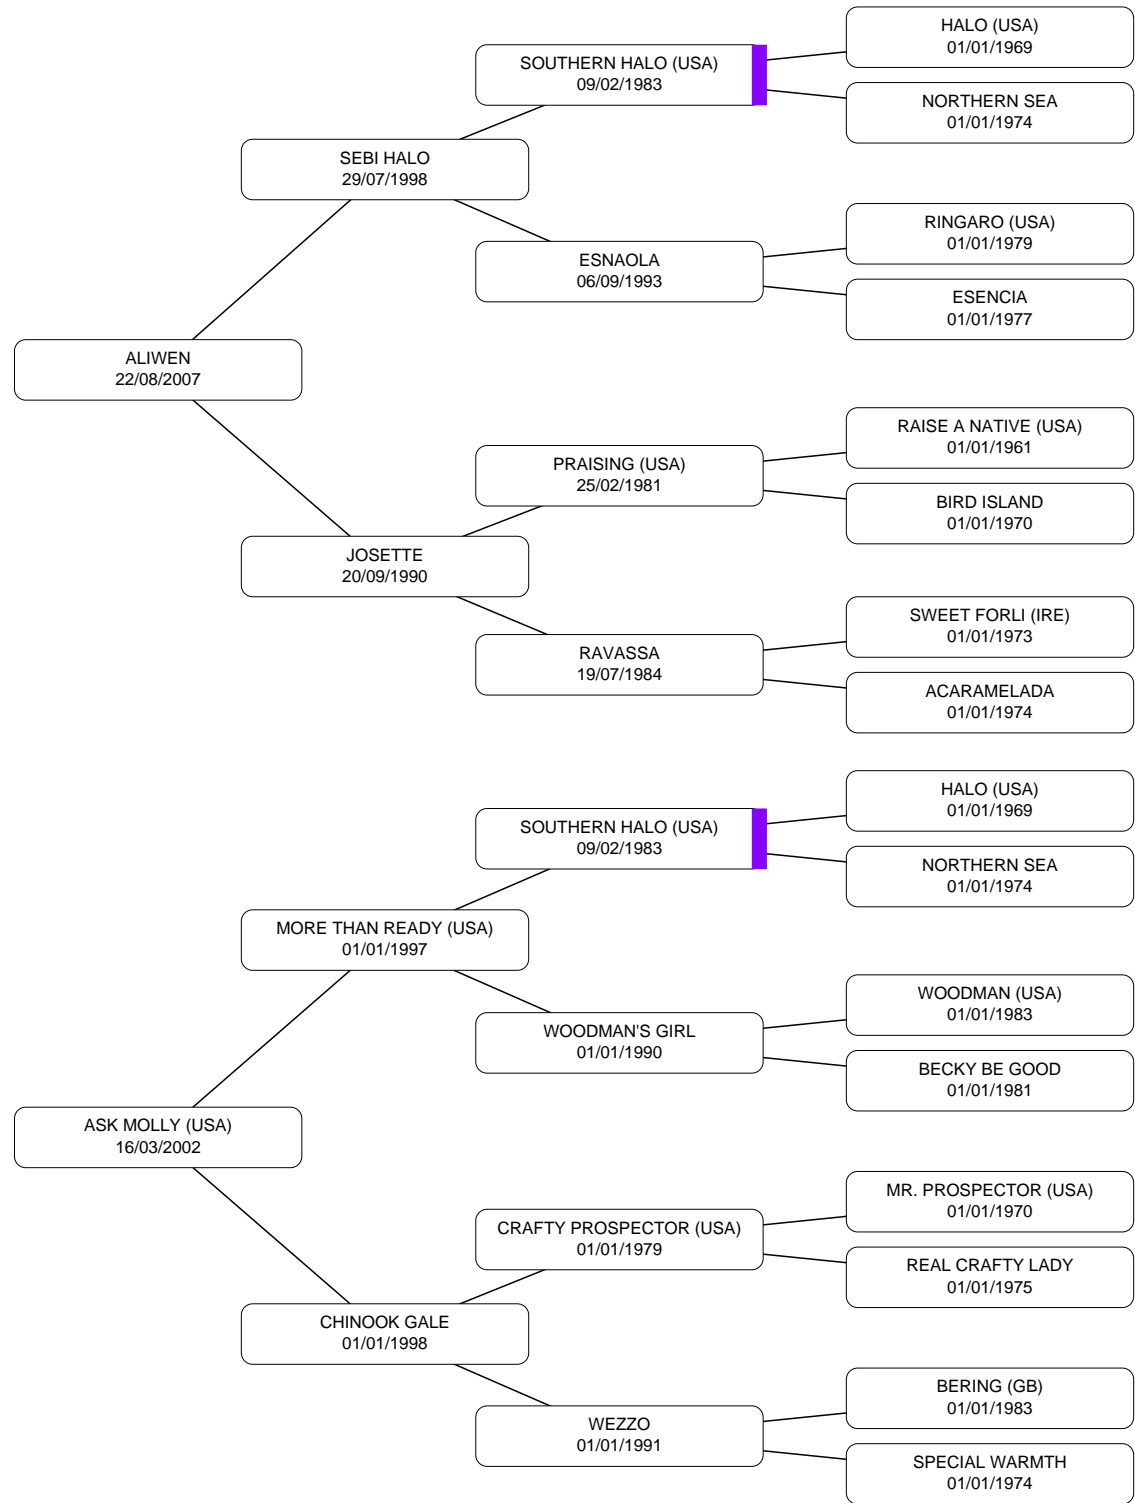 HALO (USA)
01/01/1969
SOUTHERN HALO (USA)
09/02/1983
NORTHERN SEA
01/01/1974
SEBI HALO
29/07/1998
RINGARO (USA)
01/01/1979
ESNAOLA
06/09/1993
ESENCIA
01/01/1977
ALIWEN
22/08/2007
RAISE A NATIVE (USA)
01/01/1961
PRAISING (USA)
25/02/1981
BIRD ISLAND
01/01/1970
JOSETTE
20/09/1990
SWEET FORLI (IRE)
01/01/1973
RAVASSA
19/07/1984
ACARAMELADA
01/01/1974
HALO (USA)
01/01/1969
SOUTHERN HALO (USA)
09/02/1983
NORTHERN SEA
01/01/1974
MORE THAN READY (USA)
01/01/1997
WOODMAN (USA)
01/01/1983
WOODMAN'S GIRL
01/01/1990
BECKY BE GOOD
01/01/1981
ASK MOLLY (USA)
16/03/2002
MR. PROSPECTOR (USA)
01/01/1970
CRAFTY PROSPECTOR (USA)
01/01/1979
REAL CRAFTY LADY
01/01/1975
CHINOOK GALE
01/01/1998
BERING (GB)
01/01/1983
WEZZO
01/01/1991
SPECIAL WARMTH
01/01/1974